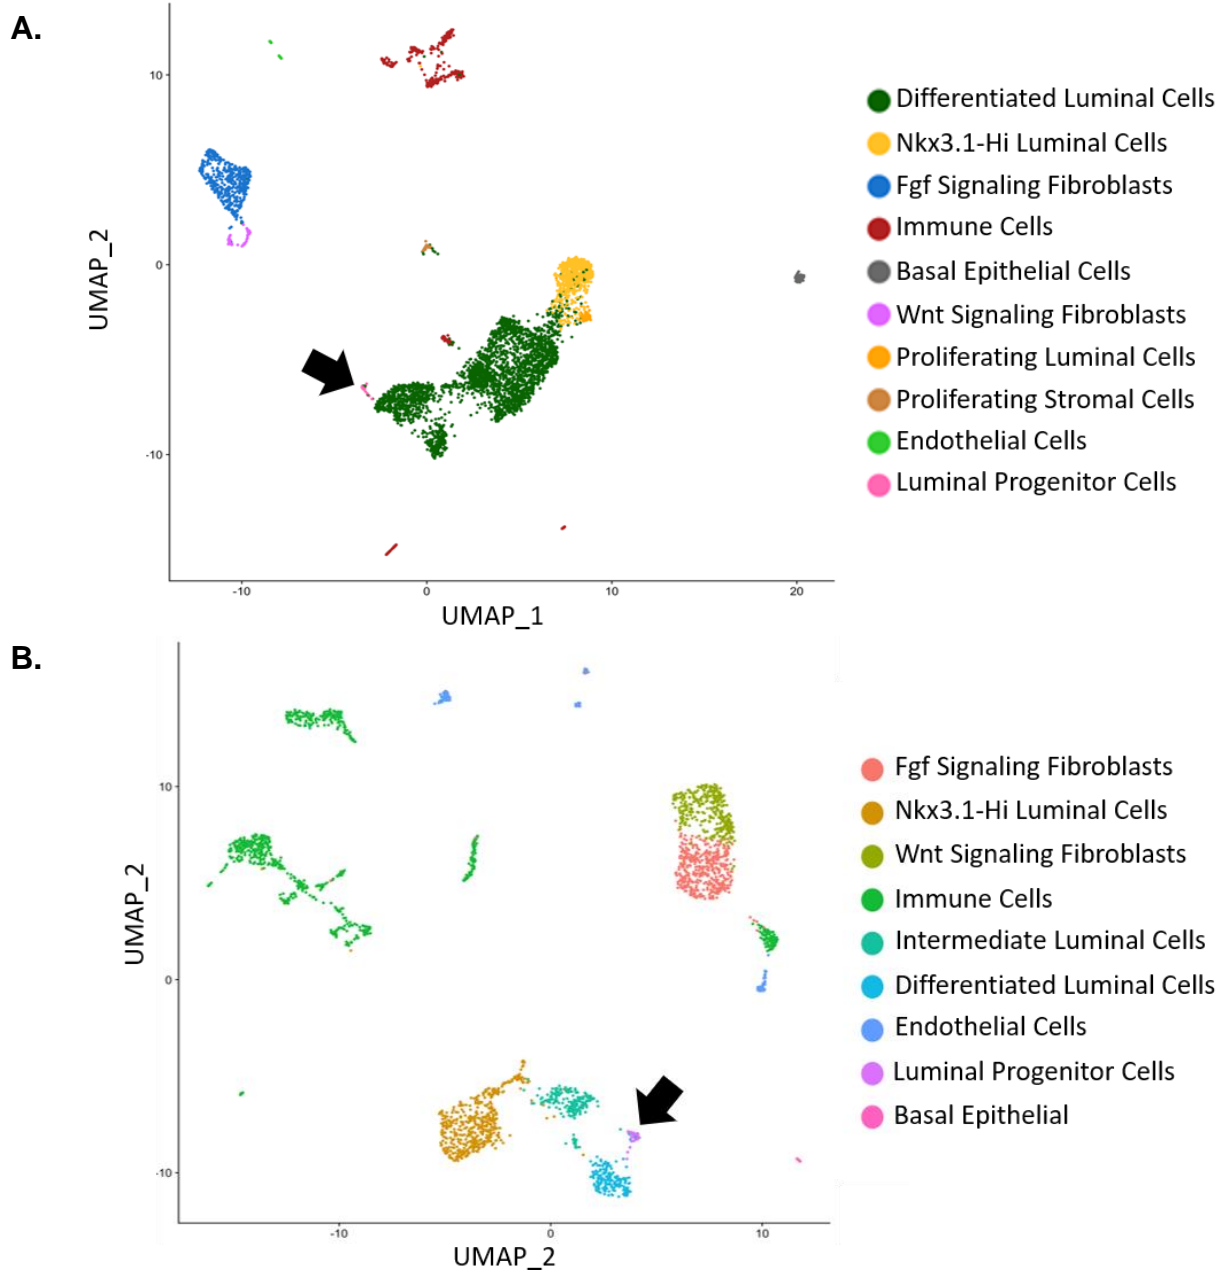 A.
10
0
-10
UMAP_2
-10
0
10
20
UMAP_1
Differentiated Luminal Cells
Nkx3.1-Hi Luminal Cells
Fgf Signaling Fibroblasts
Immune Cells
Basal Epithelial Cells
Wnt Signaling Fibroblasts
Proliferating Luminal Cells
Proliferating Stromal Cells
Endothelial Cells
Luminal Progenitor Cells
B.
10
0
-10
UMAP_2
-10
0
10
UMAP_2
Fgf Signaling Fibroblasts
Nkx3.1-Hi Luminal Cells
Wnt Signaling Fibroblasts
Immune Cells
Intermediate Luminal Cells
Differentiated Luminal Cells
Endothelial Cells
Luminal Progenitor Cells
Basal Epithelial